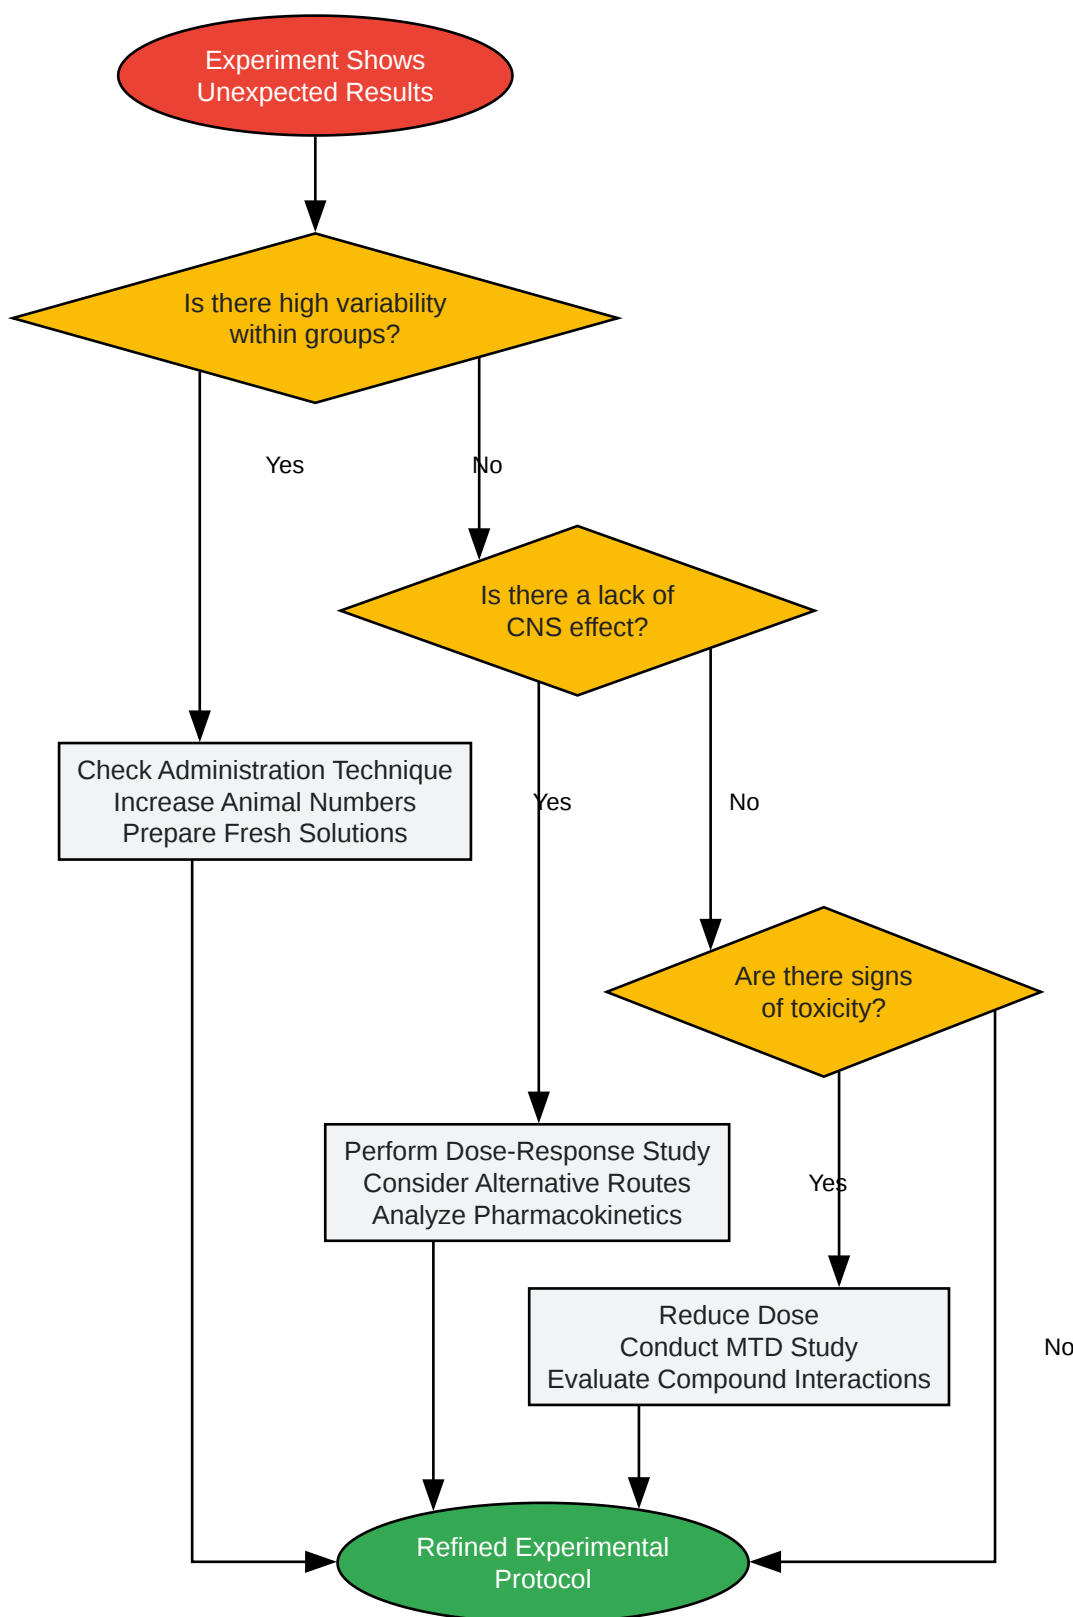 Experiment Shows
Unexpected Results
Is there high variability
within groups?
Yes
No
Is there a lack of
CNS effect?
Check Administration Technique
Increase Animal Numbers
Prepare Fresh Solutions
Yes
No
Are there signs
of toxicity?
Perform Dose-Response Study
Consider Alternative Routes
Analyze Pharmacokinetics
Yes
Reduce Dose
Conduct MTD Study
Evaluate Compound Interactions
No
Refined Experimental
Protocol